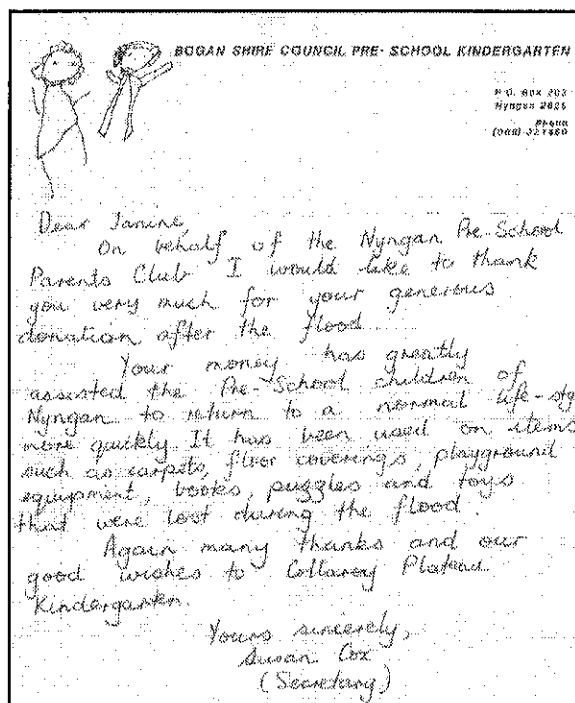 BOGAN SHIRE COUNCIL PRE-SCHOOL KINDERGARTEN
P.O. Box 203
Nyngan 2825
Phone
Dear Janine,
On behalf of the Nyngan Pre-School
Parents Club I would like to thank
you very much for your generous
donation after the flood.
Your money has greatly
assisted the Pre-School children of
Nyngan to return to a normal life-sty
more quickly. It has been used on items
such as carpets, floor coverings, playground
equipment, books, puzzles and toys
that were lost during the flood.
Again many thanks and our
good wishes to Collaroy Plateau
Kindergarten.
Yours sincerely,
Susan Cox
(Secretary)